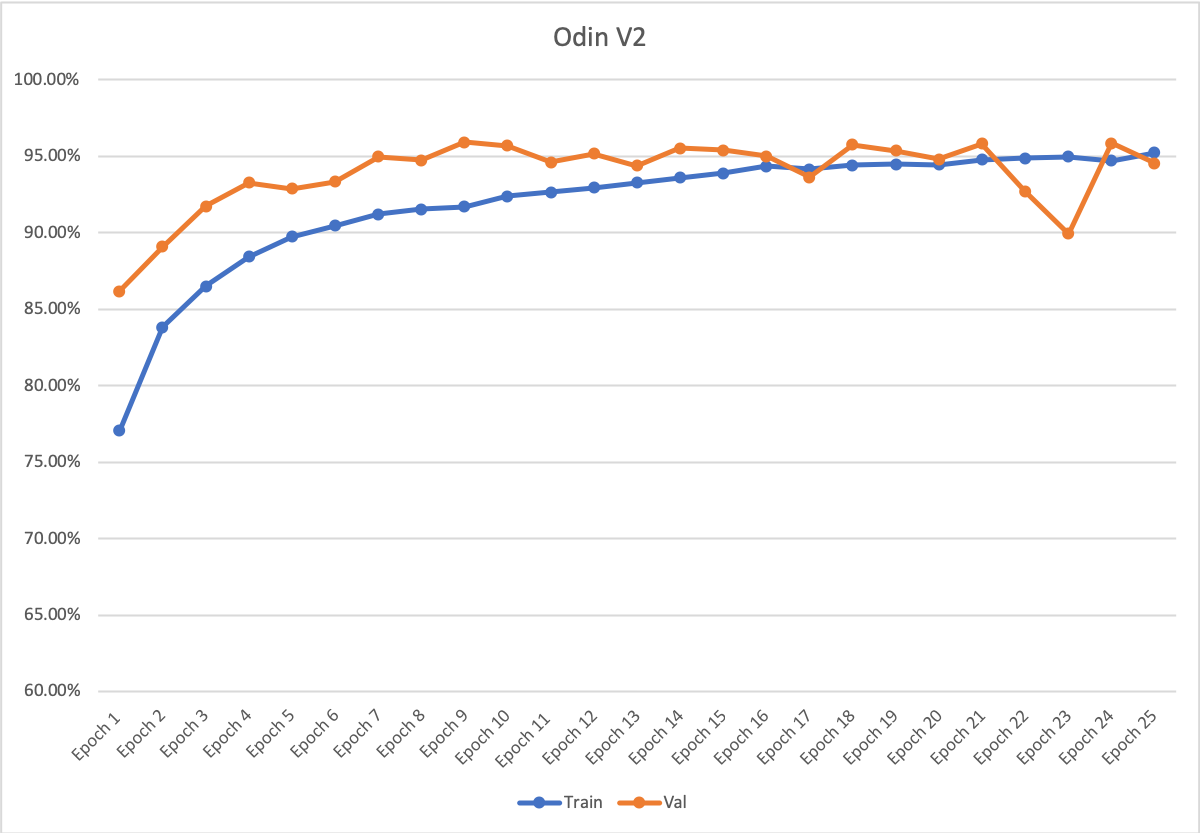 Odin V2
100.00%
95.00%
90.00%
85.00%
80.00%
75.00%
70.00%
65.00%
60.00%
Epoch 1
Epoch 2
Epoch 3
Epoch 4
Epoch 5
Epoch 6
Epoch 7
Epoch 8
Epoch 9
Epoch 10
Epoch 11
Epoch 12
Epoch 13
Epoch 14
Epoch 15
Epoch 16
Epoch 17
Epoch 18
Epoch 19
Epoch 20
Epoch 21
Epoch 22
Epoch 23
Epoch 24
Epoch 25
Train Val